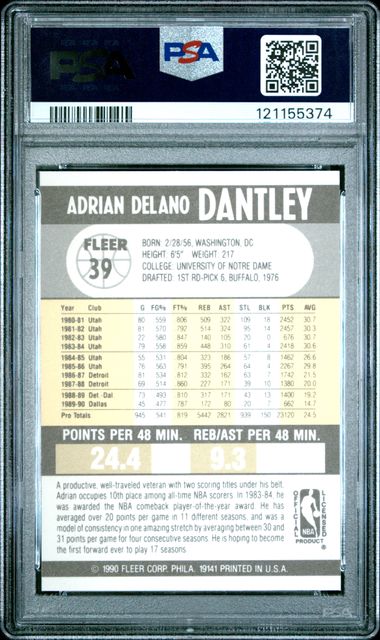 PSA
PSA
121155374
ADRIAN DELANO DANTLEY
FLEER
39
BORN: 2/28/56, WASHINGTON, DC
HEIGHT: 6'5" WEIGHT: 217
COLLEGE: UNIVERSITY OF NOTRE DAME
DRAFTED: 1ST RD-PICK 6, BUFFALO, 1976
Year Club G FG% FT% REB AST STL BLK PTS AVG
1980-81 Utah 80 559 806 509 322 109 18 2452 30.7
1981-82 Utah 81 570 792 514 324 95 14 2457 30.3
1982-83 Utah 22 580 847 140 105 20 0 676 30.7
1983-84 Utah 79 558 859 448 310 61 4 2418 30.6
1984-85 Utah 55 531 804 323 186 57 8 1462 26.6
1985-86 Utah 76 563 791 395 264 64 4 2267 29.8
1986-87 Detroit 81 534 812 332 162 63 7 1742 21.5
1987-88 Detroit 69 514 860 227 171 39 10 1380 20.0
1988-89 Det.-Dal 73 493 810 317 171 43 13 1400 19.2
1989-90 Dallas 45 477 787 172 80 20 7 662 14.7
Pro Totals 945 541 819 5442 2821 939 150 23120 24.5
POINTS PER 48 MIN. REB/AST PER 48 MIN.
24.4 9.3
A productive, well-traveled veteran with two scoring titles under his belt.
Adrian occupies 10th place among all-time NBA scorers. In 1983-84, he
was awarded the NBA comeback player-of-the-year award. He has
averaged over 20 points per game in 11 different seasons, and was a
model of consistency in one amazing stretch by averaging between 30 and
31 points per game for four consecutive seasons. He is hoping to become
the first forward ever to play 17 seasons
OFFICIAL LICENSED
NBA
PRODUCT
© 1990 FLEER CORP. PHILA. 19141 PRINTED IN U.S.A.